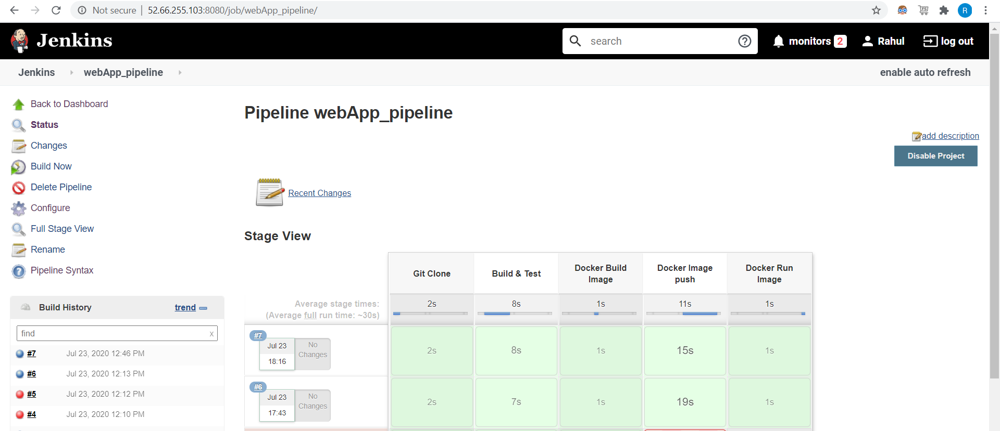 Not secure | 52.66.255.103:8080/job/webApp_pipeline/
FS
R
Jenkins
search
?
monitors 2
Rahul
log out
Jenkins
webApp_pipeline
enable auto refresh
Back to Dashboard
Status
Changes
Build Now
Delete Pipeline
Configure
Full Stage View
Rename
Pipeline Syntax
Build History
trend
find
x
#7 Jul 23, 2020 12:46 PM
#6 Jul 23, 2020 12:13 PM
#5 Jul 23, 2020 12:12 PM
#4 Jul 23, 2020 12:10 PM
Pipeline webApp_pipeline
add description
Disable Project
Recent Changes
Stage View
Git Clone
Build & Test
Docker Build
Image
Docker Image
push
Docker Run
Image
Average stage times:
(Average full run time: ~30s)
2s 8s 1s 11s 1s
#7
Jul 23
18:16
No
Changes
2s 8s 1s 15s 1s
#6
Jul 23
17:43
No
Changes
2s 7s 1s 19s 1s